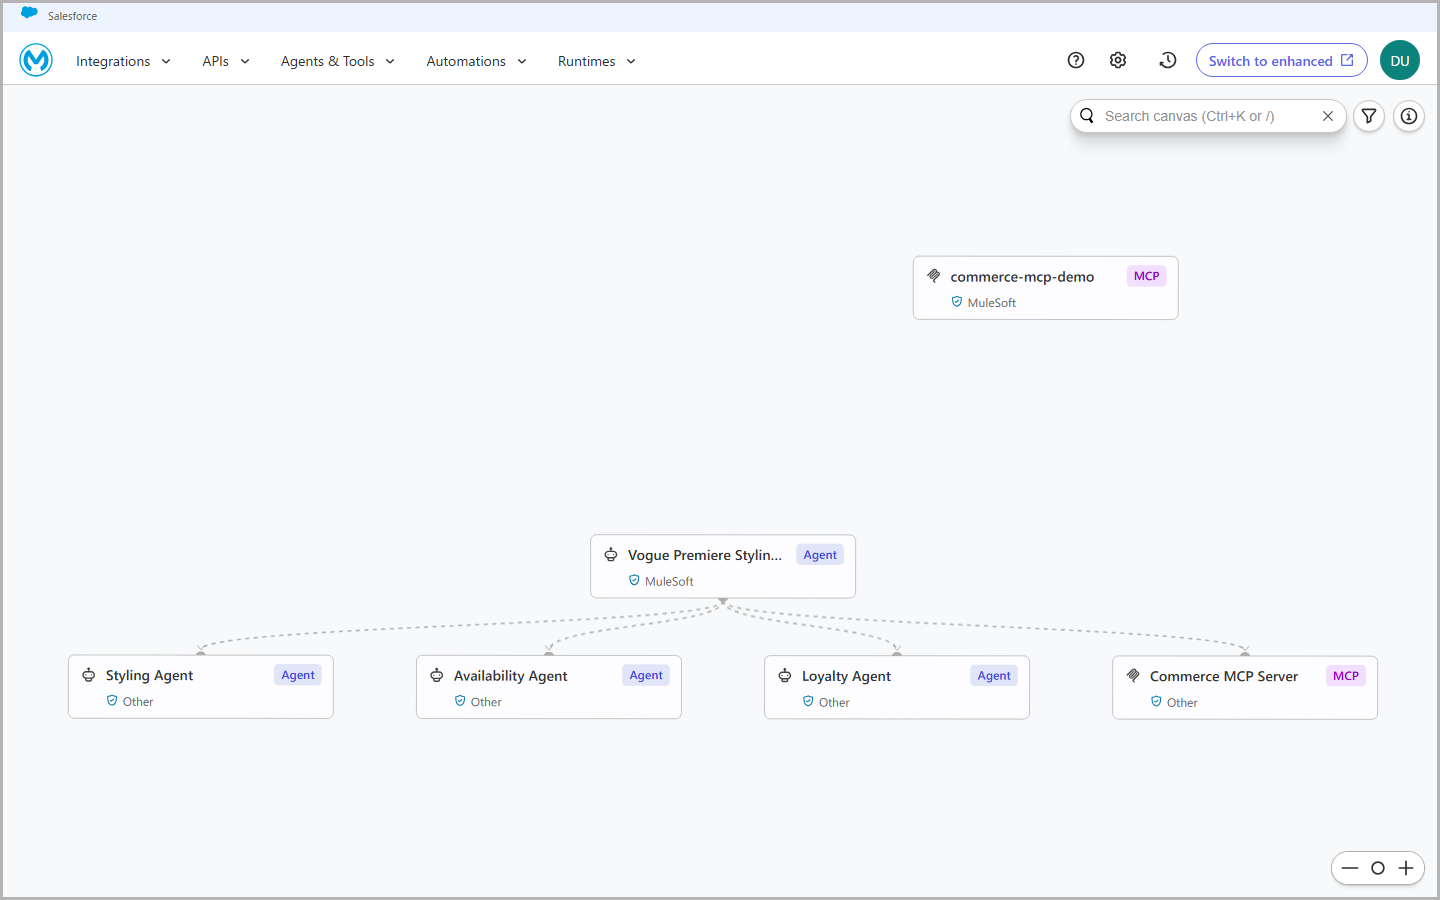 Salesforce
Integrations APIs Agents & Tools Automations Runtimes Switch to enhanced DU
Search canvas (Ctrl+K or /)
commerce-mcp-demo MCP
MuleSoft
Vogue Premiere Stylin... Agent
MuleSoft
Styling Agent Agent Availability Agent Agent Loyalty Agent Agent Commerce MCP Server MCP
Other Other Other Other